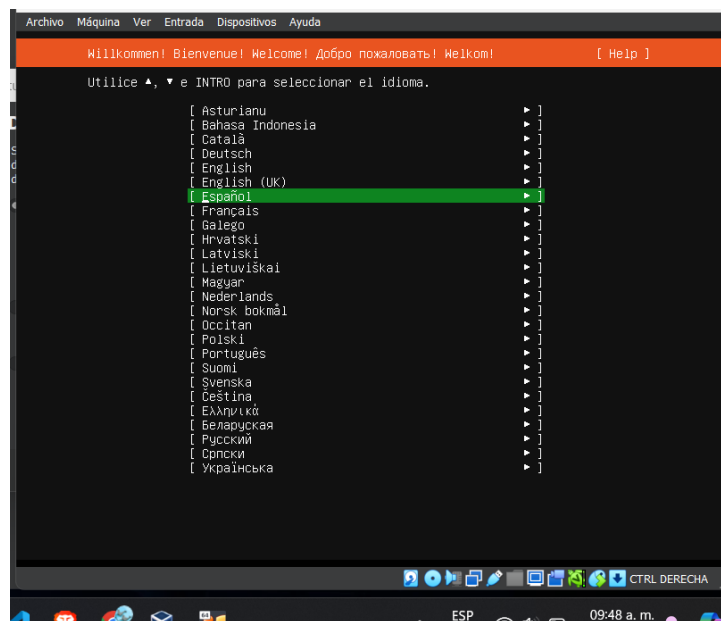 Archivo Máquina Ver Entrada Dispositivos Ayuda
Willkommen! Bienvenue! Welcome! Добро пожаловать! Welkom! [ Help ]
Utilice ▲, ▼ e INTRO para seleccionar el idioma.
[ Asturianu ► ]
[ Bahasa Indonesia ► ]
[ Català ► ]
[ Deutsch ► ]
[ English ► ]
[ English (UK) ► ]
[ Español ► ]
[ Français ► ]
[ Galego ► ]
[ Hrvatski ► ]
[ Latviski ► ]
[ Lietuviškai ► ]
[ Magyar ► ]
[ Nederlands ► ]
[ Norsk bokmål ► ]
[ Occitan ► ]
[ Polski ► ]
[ Português ► ]
[ Suomi ► ]
[ Svenska ► ]
[ Čeština ► ]
[ Ελληνικά ► ]
[ Беларуская ► ]
[ Русский ► ]
[ Српски ► ]
[ Українська ► ]
CTRL DERECHA
ESP 09:48 a. m.